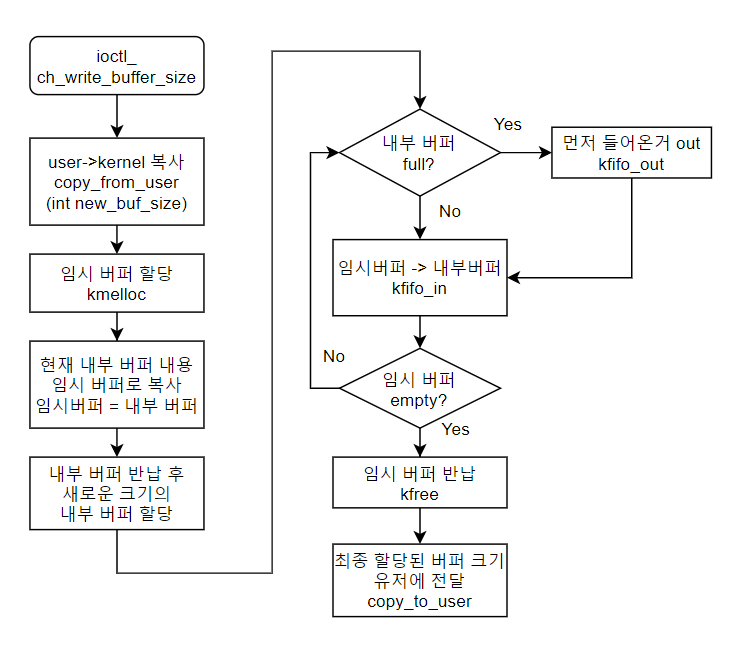 ioctl_
ch_write_buffer_size
user->kernel 복사
copy_from_user
(int new_buf_size)
임시 버퍼 할당
kmelloc
현재 내부 버퍼 내용
임시 버퍼로 복사
임시버퍼 = 내부 버퍼
내부 버퍼 반납 후
새로운 크기의
내부 버퍼 할당
내부 버퍼
full?
Yes
먼저 들어온거 out
kfifo_out
No
임시버퍼 -> 내부버퍼
kfifo_in
No
임시 버퍼
empty?
Yes
임시 버퍼 반납
kfree
최종 할당된 버퍼 크기
유저에 전달
copy_to_user